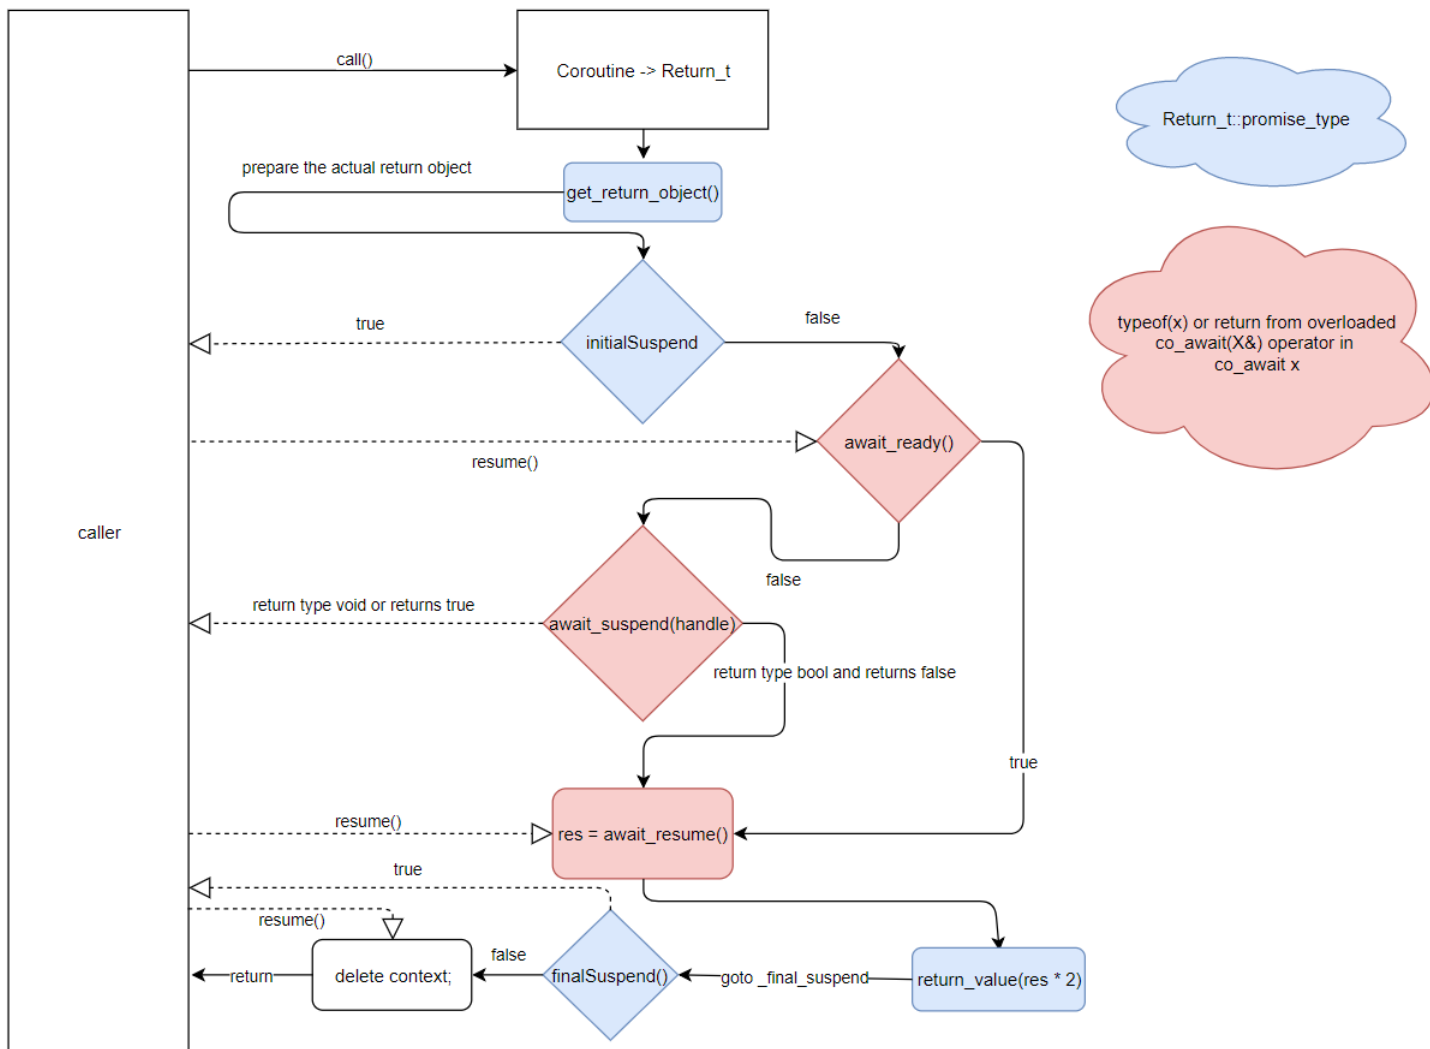 call()
Coroutine -> Return_t
Return_t::promise_type
prepare the actual return object
get_return_object()
true
initialSuspend
false
typeof(x) or return from overloaded
co_await(X&) operator in
co_await x
resume()
await_ready()
caller
false
return type void or returns true
await_suspend(handle)
return type bool and returns false
true
resume()
res = await_resume()
true
resume()
return
delete context;
false
finalSuspend()
goto _final_suspend
return_value(res * 2)